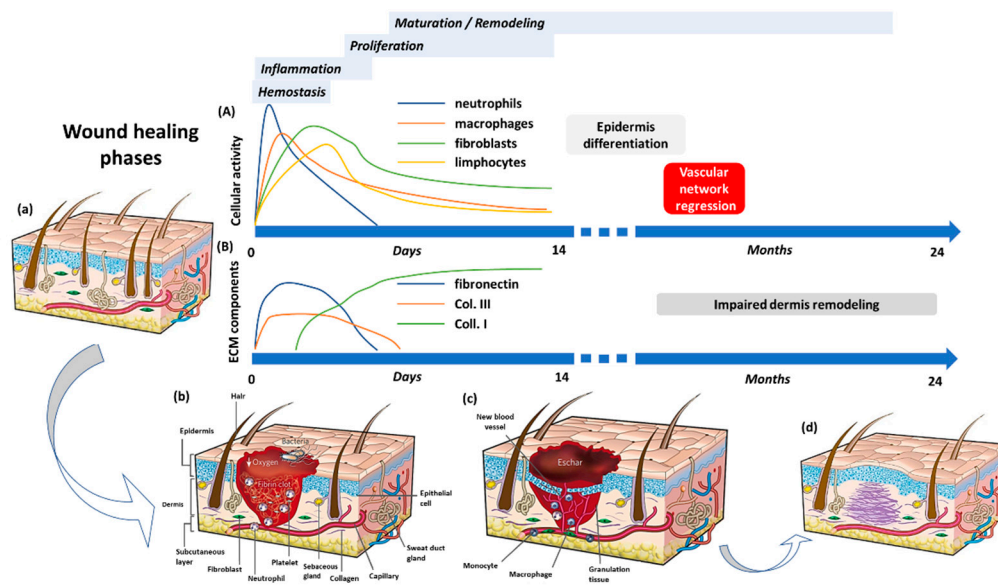 Maturation / Remodeling
Proliferation
Inflammation
Hemostasis
Wound healing
phases
(A)
Cellular activity
neutrophils
macrophages
fibroblasts
limphocytes
Epidermis
differentiation
Vascular
network
regression
0
Days
14
Months
24
(a)
(B)
ECM components
fibronectin
Col. III
Coll. I
Impaired dermis remodeling
0
Days
14
Months
24
(b)
Hair
Bacteria
Epidermis
Oxygen
Fibrin clot
Dermis
Epithelial
cell
Subcutaneous
layer
Fibroblast
Neutrophil
Platelet
Sebaceous
gland
Collagen
Capillary
Sweat duct
gland
(c)
New blood
vessel
Eschar
Monocyte
Macrophage
Granulation
tissue
(d)